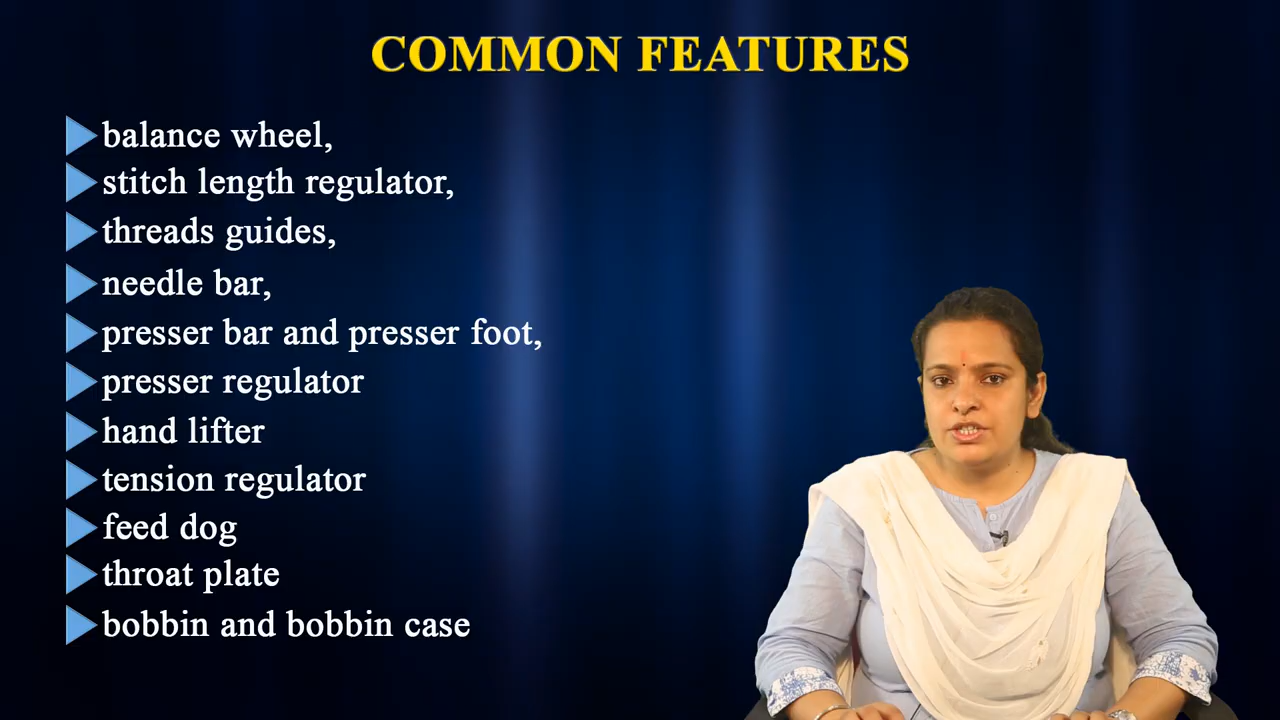 COMMON FEATURES
balance wheel,
stitch length regulator,
threads guides,
needle bar,
presser bar and presser foot,
presser regulator
hand lifter
tension regulator
feed dog
throat plate
bobbin and bobbin case